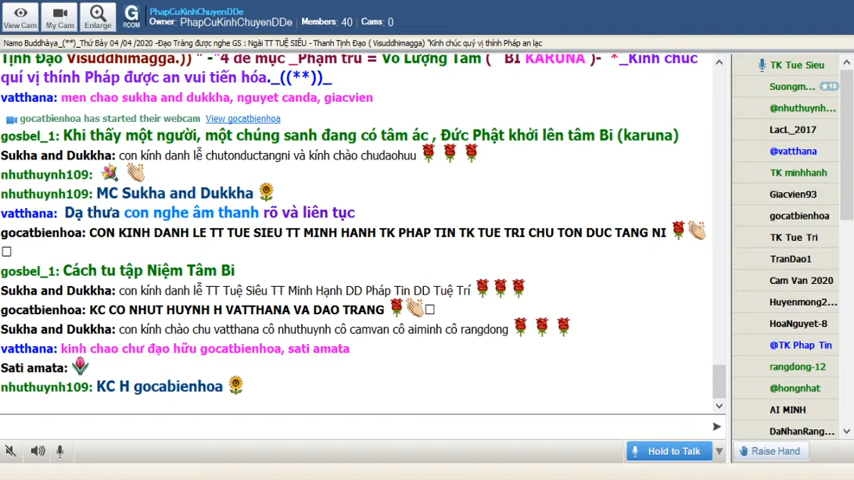 PhapCuKinhChuyenDDe
Owner: PhapCuKinhChuyenDDe Members: 40 Cams: 0
View Cam My Cam Enlarge G ROOM
Namo Buddhàya_(**)_Thứ Bảy 04 /04 /2020 -Đạo Tràng được nghe GS : Ngài TT TUỆ SIÊU - Thanh Tịnh Đạo ( Visuddhimagga) "Kính chúc quý vị thính Pháp an lạc
Tịnh Đạo Visuddhimagga.)) " -"4 đề mục _Phạm trú = Vô Lượng Tâm ( BI KARUNA )- *_Kính chúc
quí vị thính Pháp được an vui tiến hóa._((**))_
vatthana: men chao sukha and dukkha, nguyet canda, giacvien
gocatbienhoa has started their webcam View gocatbienhoa
gosbel_1: Khi thấy một người, một chúng sanh đang có tâm ác , Đức Phật khởi lên tâm Bi (karuna)
Sukha and Dukkha: con kính danh lễ chutonductangni và kính chào chudaohuu
nhuthuynh109:
nhuthuynh109: MC Sukha and Dukkha
vatthana: Dạ thưa con nghe âm thanh rõ và liên tục
gocatbienhoa: CON KINH DANH LE TT TUE SIEU TT MINH HANH TK PHAP TIN TK TUE TRI CHU TON DUC TANG NI
gosbel_1: Cách tu tập Niệm Tâm Bi
Sukha and Dukkha: con kính danh lễ TT Tuệ Siêu TT Minh Hạnh DD Pháp Tin DD Tuệ Trí
gocatbienhoa: KC CO NHUT HUYNH H VATTHANA VA DAO TRANG
Sukha and Dukkha: con kính chào chu vatthana cô nhuthuynh cô camvan cô aiminh cô rangdong
vatthana: kinh chao chư đạo hữu gocatbienhoa, sati amata
Sati amata:
nhuthuynh109: KC H gocabienhoa
Hold to Talk
TK Tue Sieu
Suongm... 18
@nhuthuynh...
LacL_2017
@vatthana
TK minhhanh
Giacvien93
gocatbienhoa
TK Tue Tri
TranDao1
Cam Van 2020
Huyenmong2...
HoaNguyet-8
@TK Phap Tin
rangdong-12
@hongnhat
AI MINH
DaNhanRang...
Raise Hand